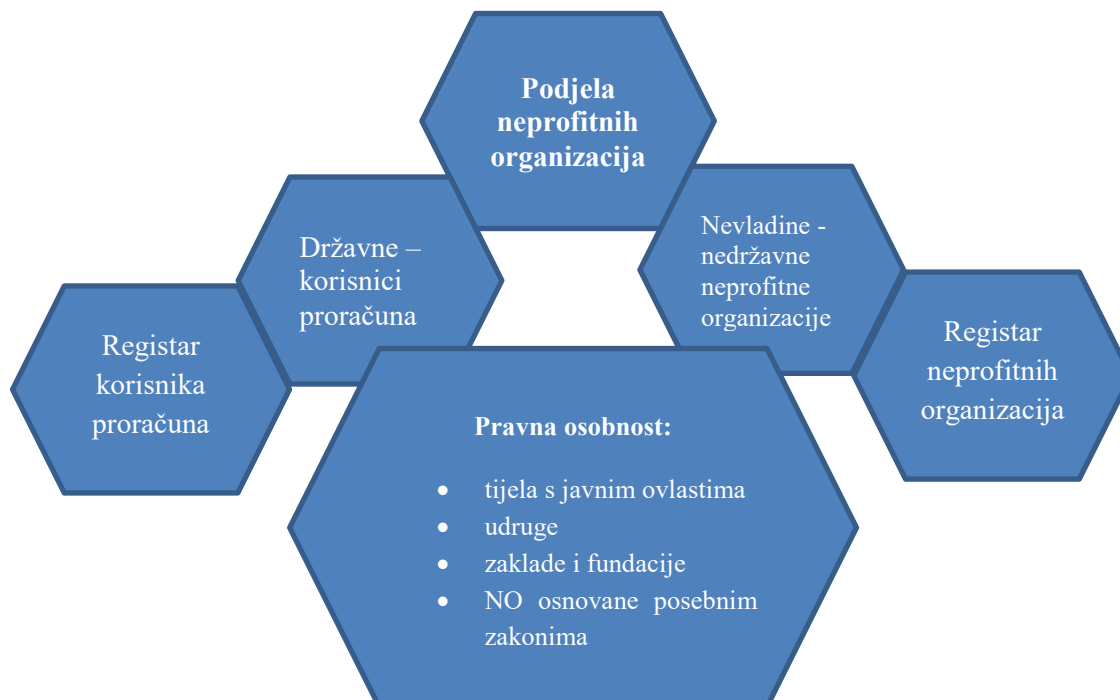 Podjela
neprofitnih
organizacija
Državne –
korisnici
proračuna
Nevladine -
nedržavne
neprofitne
organizacije
Registar
korisnika
proračuna
Registar
neprofitnih
organizacija
Pravna osobnost:
• tijela s javnim ovlastima
• udruge
• zaklade i fundacije
• NO osnovane posebnim
zakonima